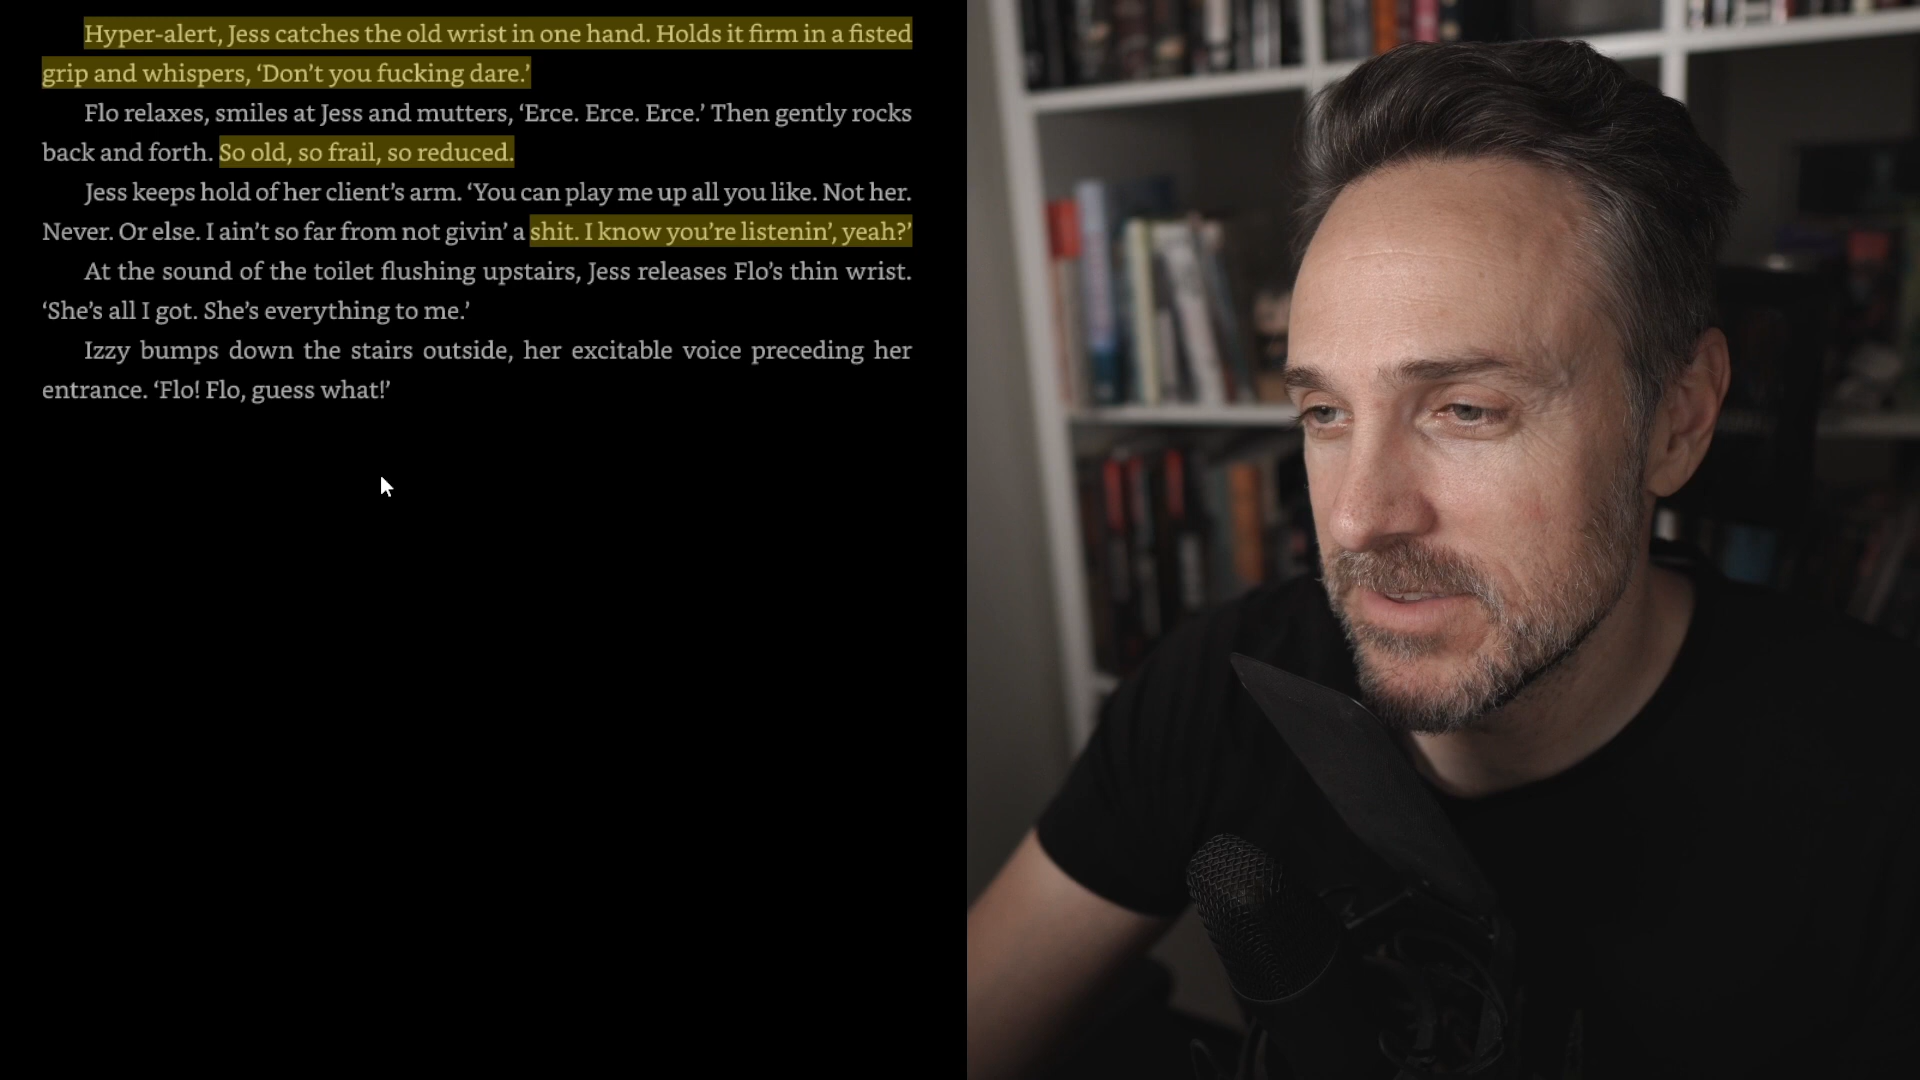 Hyper-alert, Jess catches the old wrist in one hand. Holds it firm in a fisted
grip and whispers, ‘Don’t you fucking dare.’
Flo relaxes, smiles at Jess and mutters, ‘Erce. Erce. Erce.’ Then gently rocks
back and forth. So old, so frail, so reduced.
Jess keeps hold of her client’s arm. ‘You can play me up all you like. Not her.
Never. Or else. I ain’t so far from not givin’ a shit. I know you’re listenin’, yeah?’
At the sound of the toilet flushing upstairs, Jess releases Flo’s thin wrist.
‘She’s all I got. She’s everything to me.’
Izzy bumps down the stairs outside, her excitable voice preceding her
entrance. ‘Flo! Flo, guess what!’